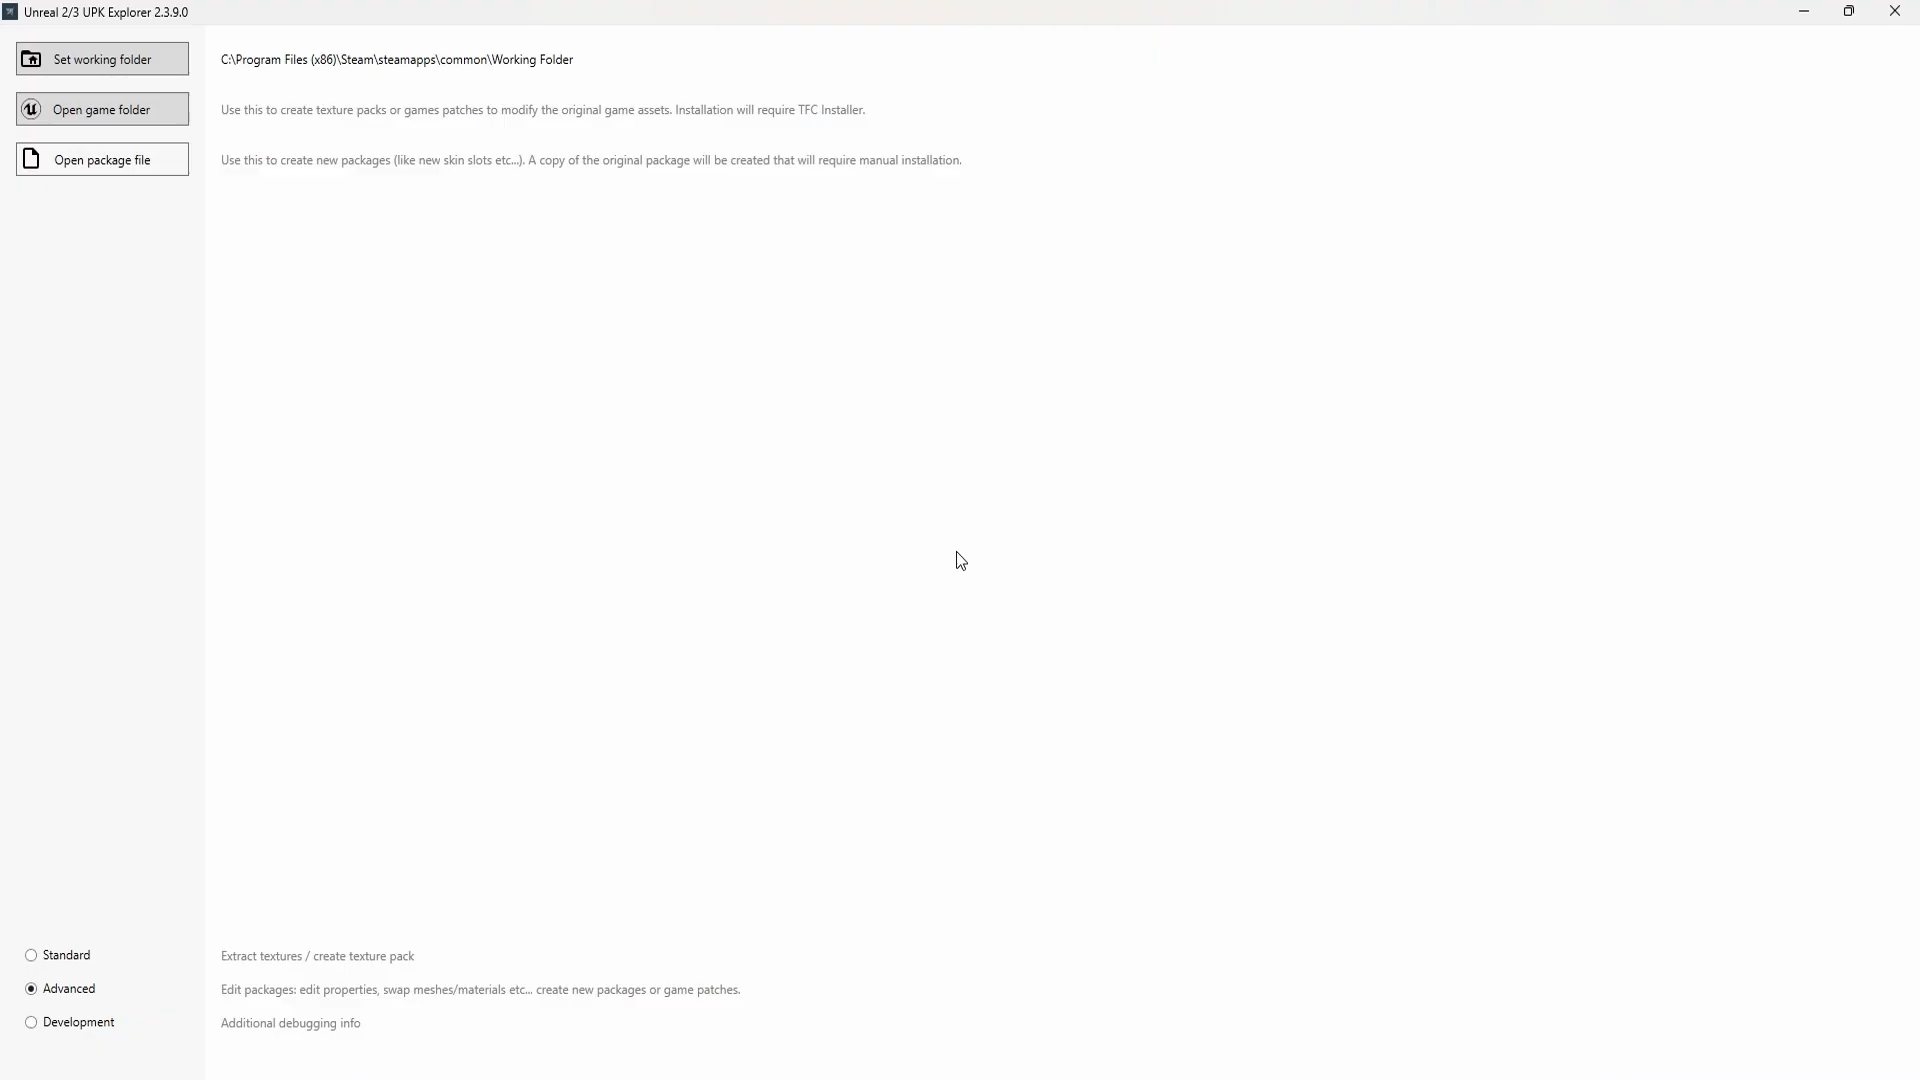 Unreal 2/3 UPK Explorer 2.3.9.0
Set working folder
C:\Program Files (x86)\Steam\steamapps\common\Working Folder
Open game folder
Use this to create texture packs or games patches to modify the original game assets. Installation will require TFC Installer.
Open package file
Use this to create new packages (like new skin slots etc...). A copy of the original package will be created that will require manual installation.
Standard
Extract textures / create texture pack
Advanced
Edit packages: edit properties, swap meshes/materials etc... create new packages or game patches.
Development
Additional debugging info